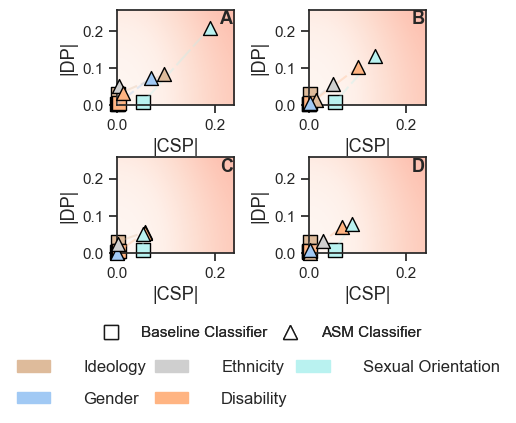 A
B
|DP|
0.2
0.1
0.0
|DP|
0.2
0.1
0.0
0.0
0.2
0.0
0.2
|CSP|
|CSP|
C
D
|DP|
0.2
0.1
0.0
|DP|
0.2
0.1
0.0
0.0
0.2
0.0
0.2
|CSP|
|CSP|
Baseline Classifier
ASM Classifier
Ideology
Ethnicity
Sexual Orientation
Gender
Disability